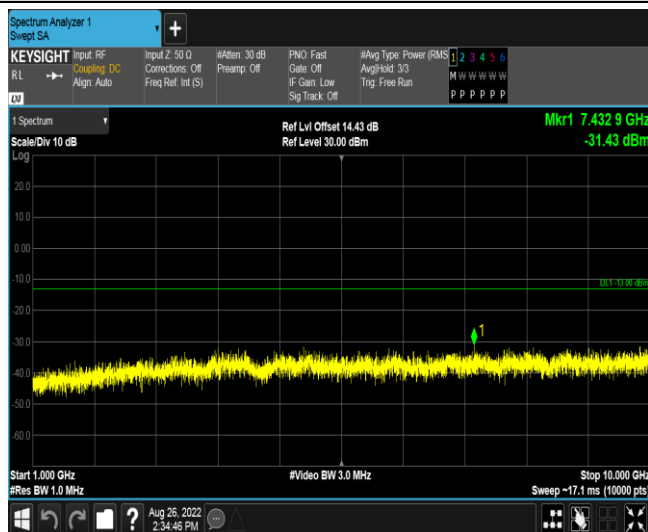 Spectrum Analyzer 1
Swept SA
+
KEYSIGHT
RL
LXI
Input: RF
Coupling: DC
Align: Auto
Input Z: 50 Ω
Corrections: Off
Freq Ref: Int (S)
#Atten: 30 dB
Preamp: Off
PNO: Fast
Gate: Off
IF Gain: Low
Sig Track: Off
#Avg Type: Power (RMS
Avg|Hold: 3/3
Trig: Free Run
1 2 3 4 5 6
M W W W W W
P P P P P P
1 Spectrum
Scale/Div 10 dB
Ref Lvl Offset 14.43 dB
Ref Level 30.00 dBm
Mkr1 7.432 9 GHz
-31.43 dBm
Log
20.0
10.0
0.00
-10.0
DL1 -13.00 dBm
1
-20.0
-30.0
-40.0
-50.0
-60.0
Start 1.000 GHz
#Video BW 3.0 MHz
Stop 10.000 GHz
#Res BW 1.0 MHz
Sweep ~17.1 ms (10000 pts)
?
Aug 26, 2022
2:34:46 PM